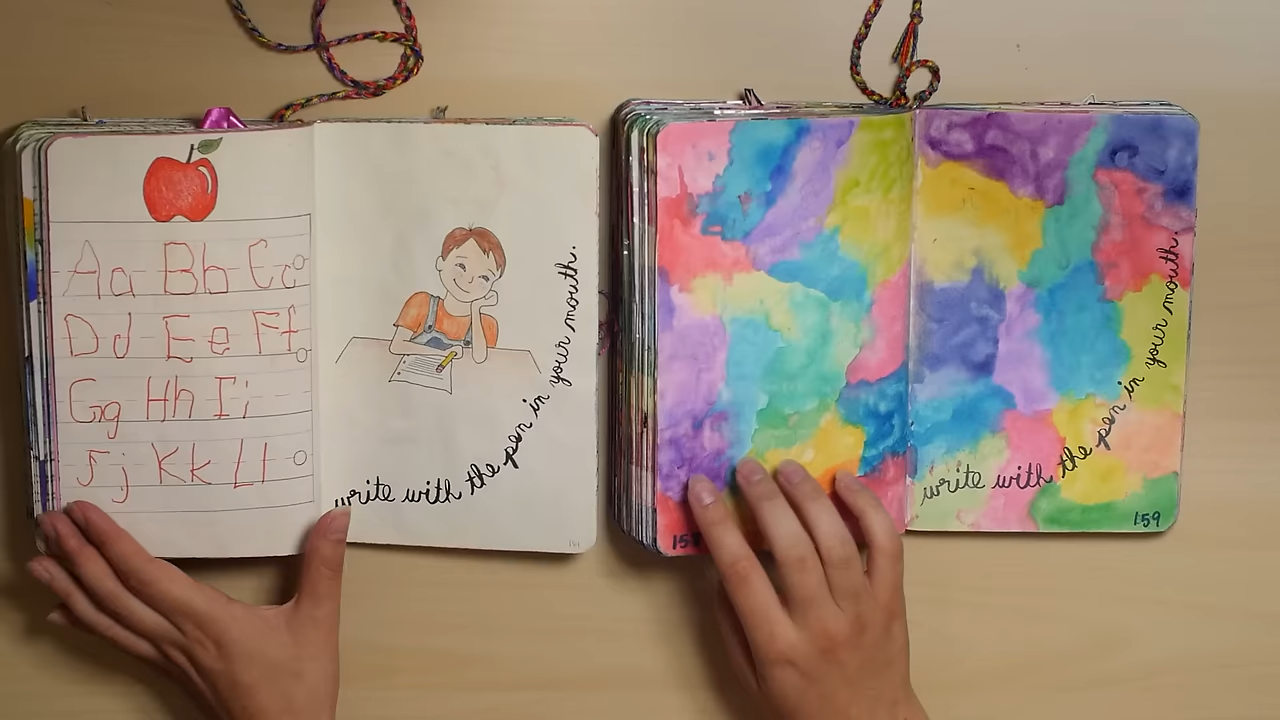 Aa Bb Cc
Dd Ee Ff
Gg Hh Ii
Jj Kk Ll
write with the pen in your mouth.
write with the pen in your mouth.
159